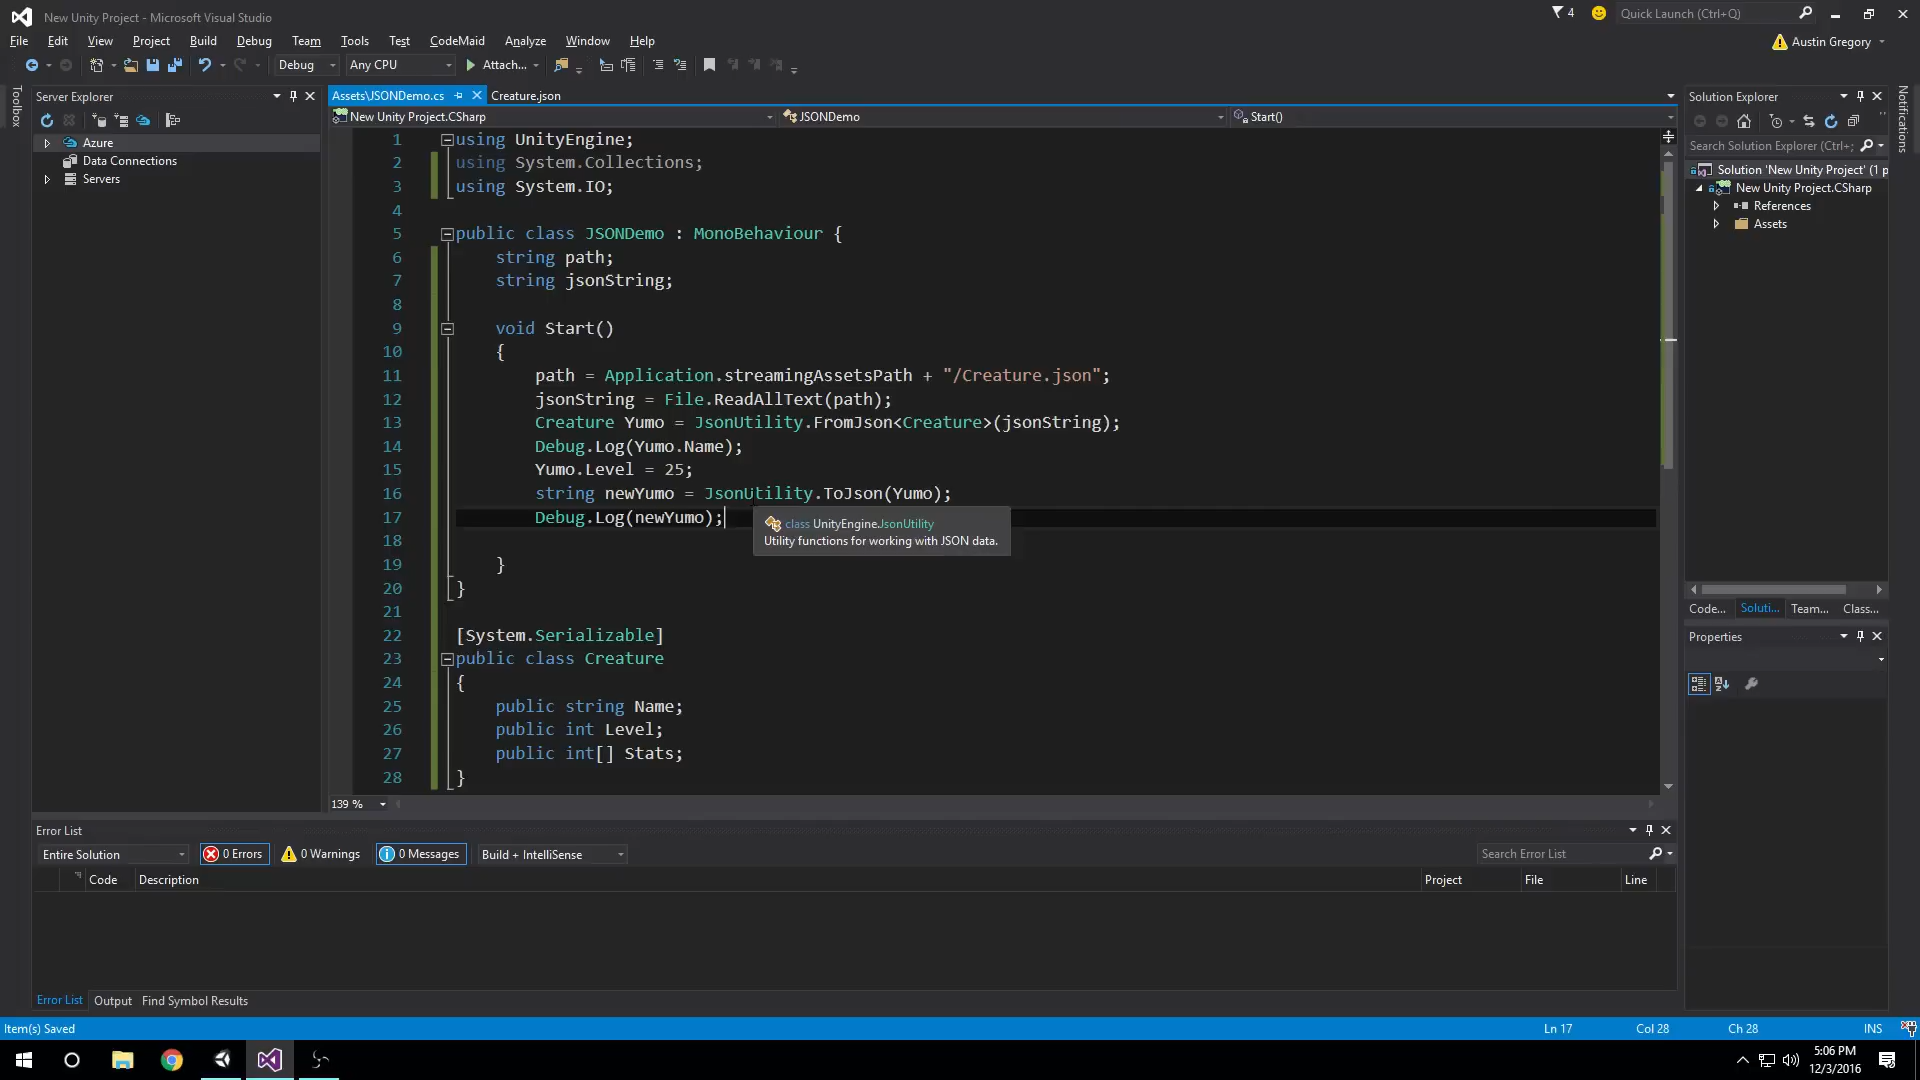 New Unity Project - Microsoft Visual Studio
4
Quick Launch (Ctrl+Q)
File Edit View Project Build Debug Team Tools Test CodeMaid Analyze Window Help
Austin Gregory
Debug
Any CPU
Attach...
Toolbox
Server Explorer
Azure
Data Connections
Servers
Assets\JSONDemo.cs
Creature.json
New Unity Project.CSharp
JSONDemo
Start()
1 using UnityEngine;
2 using System.Collections;
3 using System.IO;
4
5 public class JSONDemo : MonoBehaviour {
6 string path;
7 string jsonString;
8
9 void Start()
10 {
11 path = Application.streamingAssetsPath + "/Creature.json";
12 jsonString = File.ReadAllText(path);
13 Creature Yumo = JsonUtility.FromJson<Creature>(jsonString);
14 Debug.Log(Yumo.Name);
15 Yumo.Level = 25;
16 string newYumo = JsonUtility.ToJson(Yumo);
17 Debug.Log(newYumo);
class UnityEngine.JsonUtility
Utility functions for working with JSON data.
18
19 }
20 }
21
22 [System.Serializable]
23 public class Creature
24 {
25 public string Name;
26 public int Level;
27 public int[] Stats;
28 }
139 %
Solution Explorer
Search Solution Explorer (Ctrl+;
Solution 'New Unity Project' (1 p
New Unity Project.CSharp
References
Assets
Code... Soluti... Team... Class...
Properties
Notifications
Error List
Entire Solution
0 Errors
0 Warnings
0 Messages
Build + IntelliSense
Search Error List
Code
Description
Project
File
Line
Error List Output Find Symbol Results
Item(s) Saved
Ln 17
Col 28
Ch 28
INS
5:06 PM
12/3/2016